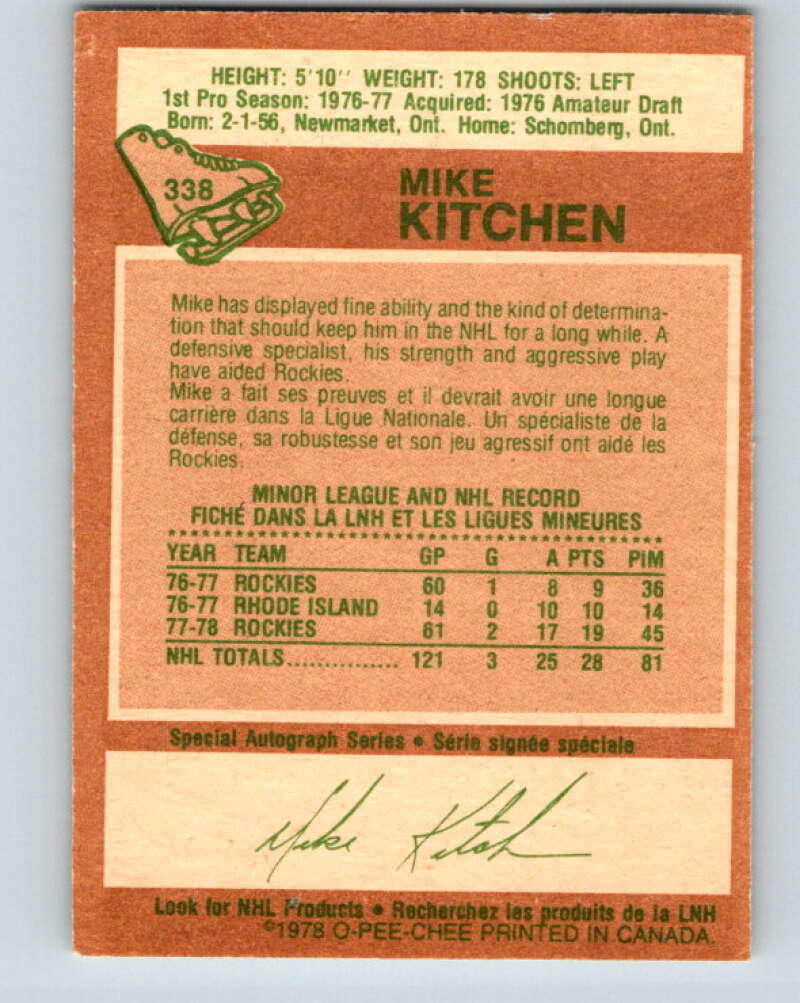 HEIGHT: 5'10'' WEIGHT: 178 SHOOTS: LEFT
1st Pro Season: 1976-77 Acquired: 1976 Amateur Draft
Born: 2-1-56, Newmarket, Ont. Home: Schomberg, Ont.
338
MIKE
KITCHEN
Mike has displayed fine ability and the kind of determina-
tion that should keep him in the NHL for a long while. A
defensive specialist, his strength and aggressive play
have aided Rockies.
Mike a fait ses preuves et il devrait avoir une longue
carrière dans la Ligue Nationale. Un spécialiste de la
défense, sa robustesse et son jeu agressif ont aidé les
Rockies.
MINOR LEAGUE AND NHL RECORD
FICHÉ DANS LA LNH ET LES LIGUES MINEURES
YEAR TEAM GP G A PTS PIM
76-77 ROCKIES 60 1 8 9 36
76-77 RHODE ISLAND 14 0 10 10 14
77-78 ROCKIES 61 2 17 19 45
NHL TOTALS............... 121 3 25 28 81
Special Autograph Series • Série signée spéciale
Mike Kitch
Look for NHL Products • Recherchez les produits de la LNH
©1978 O-PEE-CHEE PRINTED IN CANADA.